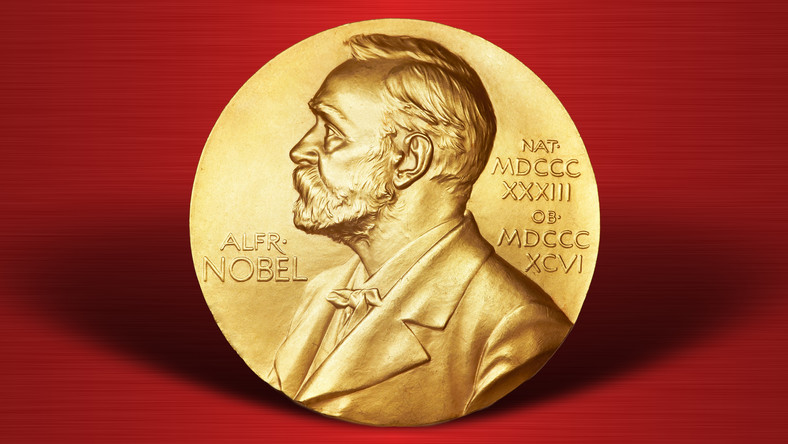 ALFR·
NOBEL
NAT·
MDCCC
XXXIII
OB·
MDCCC
XCVI